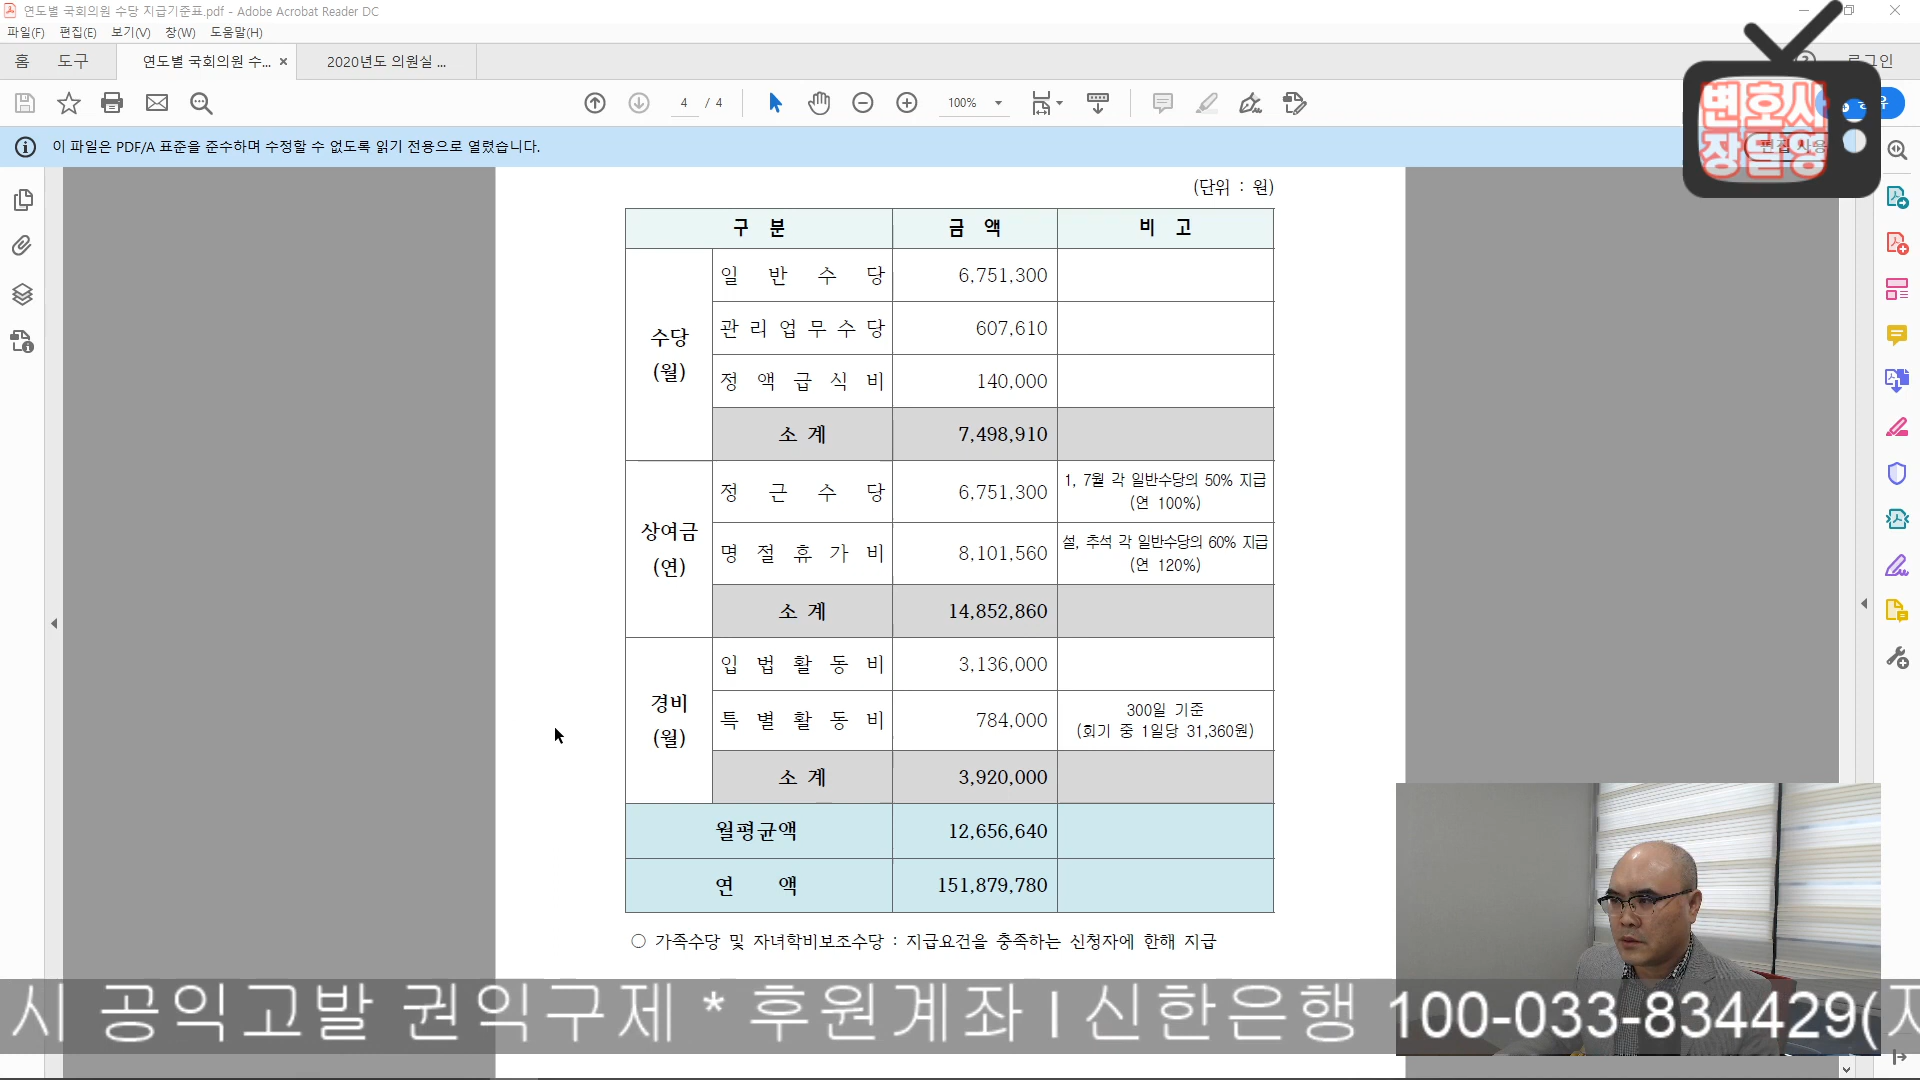 연도별 국회의원 수당 지급기준표.pdf - Adobe Acrobat Reader DC
파일(F) 편집(E) 보기(V) 창(W) 도움말(H)
홈 도구 연도별 국회의원 수... × 2020년도 의원실 ... 로그인
4 / 4 100%
변호사
장달영
이 파일은 PDF/A 표준을 준수하며 수정할 수 없도록 읽기 전용으로 열렸습니다.
(단위 : 원)
구 분 금 액 비 고
수당
(월)
일 반 수 당 6,751,300
관 리 업 무 수 당 607,610
정 액 급 식 비 140,000
소 계 7,498,910
상여금
(연)
정 근 수 당 6,751,300 1, 7월 각 일반수당의 50% 지급
(연 100%)
명 절 휴 가 비 8,101,560 설, 추석 각 일반수당의 60% 지급
(연 120%)
소 계 14,852,860
경비
(월)
입 법 활 동 비 3,136,000
특 별 활 동 비 784,000 300일 기준
(회기 중 1일당 31,360원)
소 계 3,920,000
월평균액 12,656,640
연 액 151,879,780
○ 가족수당 및 자녀학비보조수당 : 지급요건을 충족하는 신청자에 한해 지급
시 공익고발 권익구제 * 후원계좌 I 신한은행 100-033-834429(